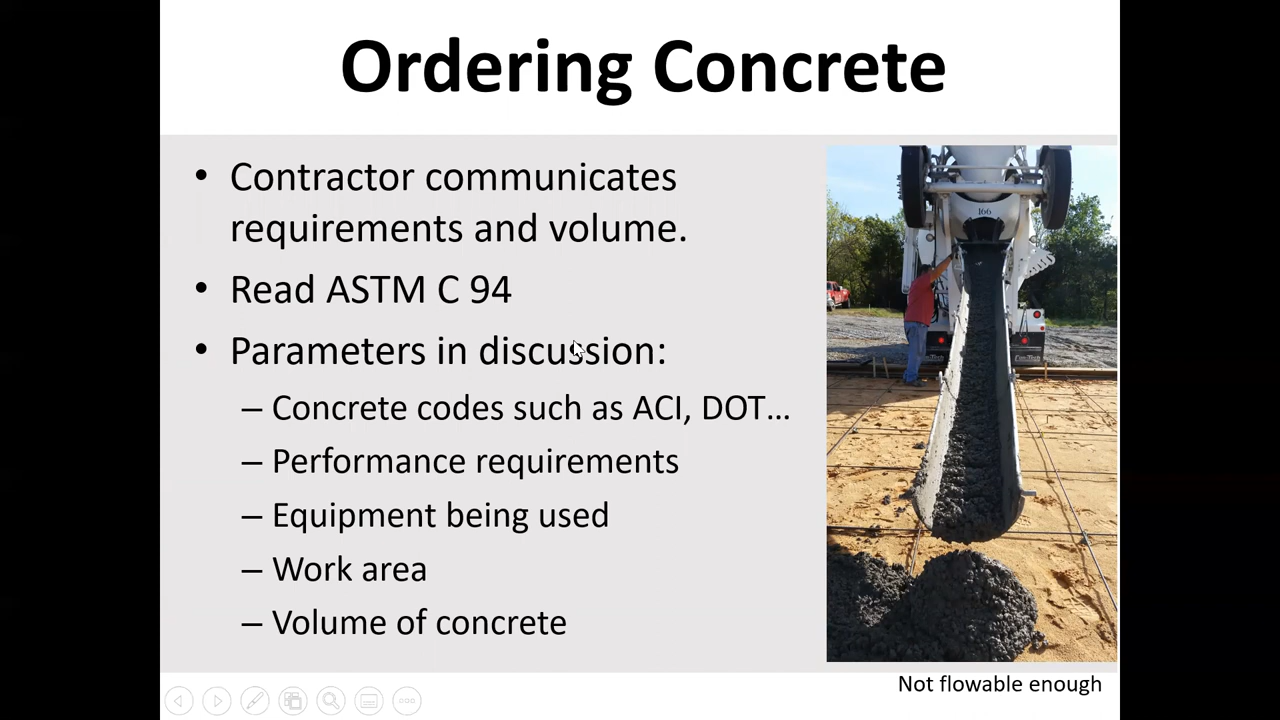 Ordering Concrete
• Contractor communicates
requirements and volume.
• Read ASTM C 94
• Parameters in discussion:
– Concrete codes such as ACI, DOT...
– Performance requirements
– Equipment being used
– Work area
– Volume of concrete
166
Not flowable enough